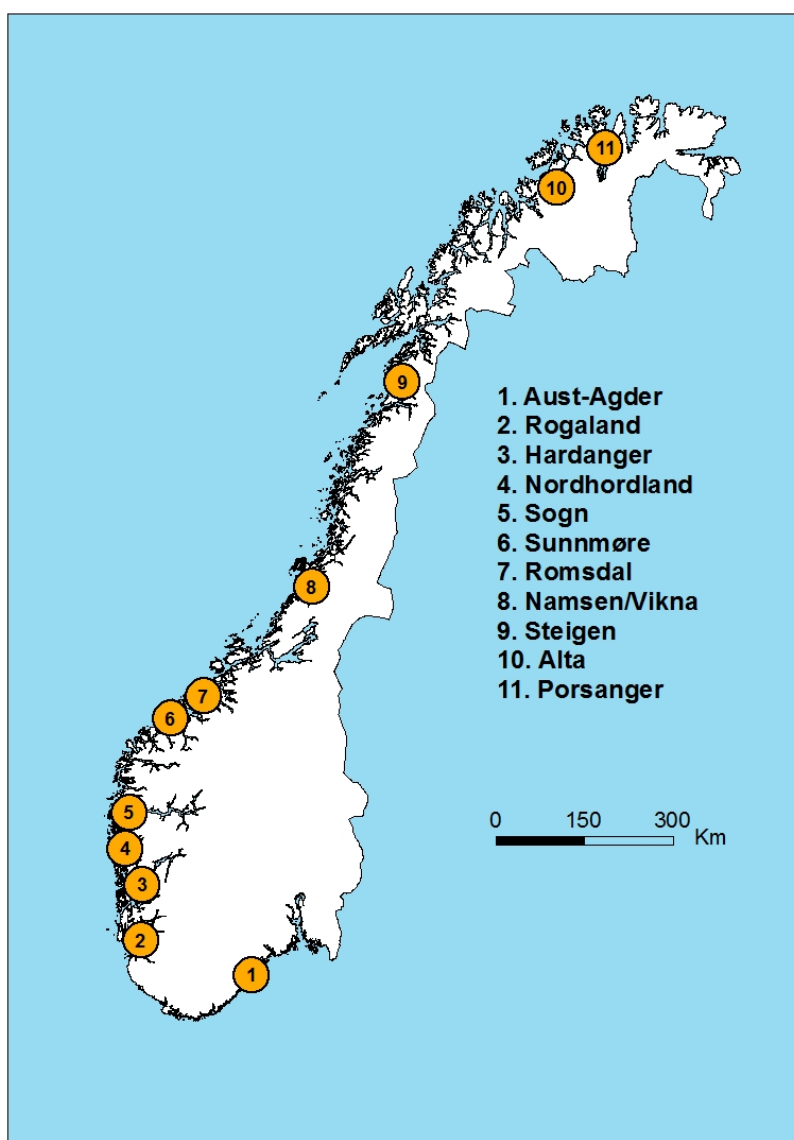 11
10
9
1. Aust-Agder
2. Rogaland
3. Hardanger
4. Nordhordland
5. Sogn
6. Sunnmøre
7. Romsdal
8. Namsen/Vikna
9. Steigen
10. Alta
11. Porsanger
8
7
6
0 150 300 Km
5
4
3
2
1